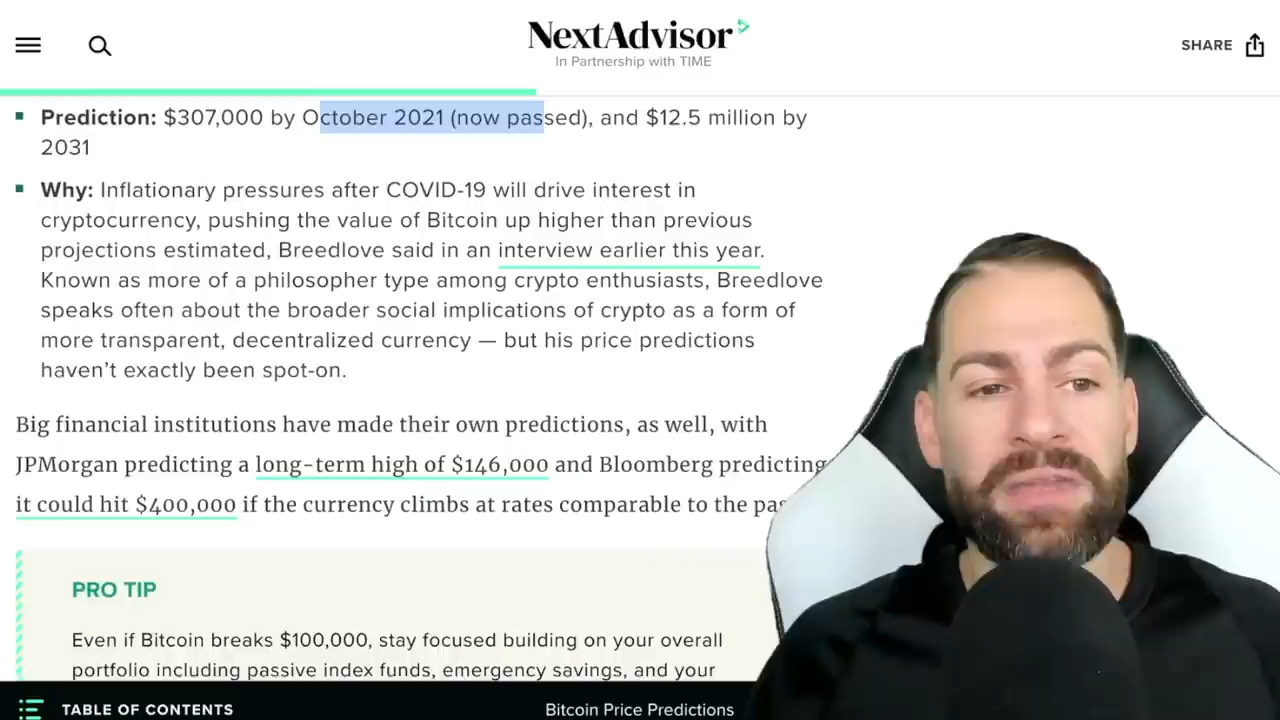 NextAdvisor
In Partnership with TIME
SHARE
Prediction: $307,000 by October 2021 (now passed), and $12.5 million by
2031
Why: Inflationary pressures after COVID-19 will drive interest in
cryptocurrency, pushing the value of Bitcoin up higher than previous
projections estimated, Breedlove said in an interview earlier this year.
Known as more of a philosopher type among crypto enthusiasts, Breedlove
speaks often about the broader social implications of crypto as a form of
more transparent, decentralized currency — but his price predictions
haven't exactly been spot-on.
Big financial institutions have made their own predictions, as well, with
JPMorgan predicting a long-term high of $146,000 and Bloomberg predicting
it could hit $400,000 if the currency climbs at rates comparable to the
PRO TIP
Even if Bitcoin breaks $100,000, stay focused building on your overall
portfolio including passive index funds, emergency savings, and your
TABLE OF CONTENTS
Bitcoin Price Predictions